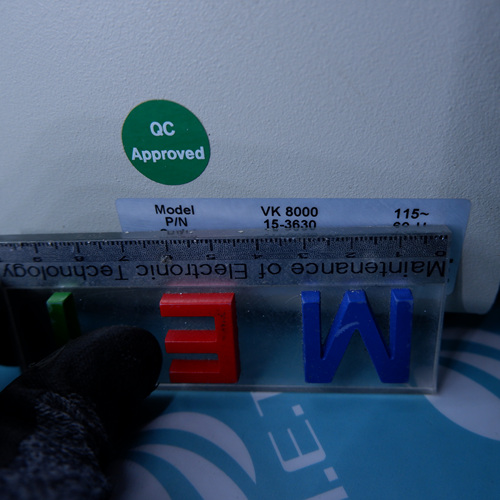 QC
Approved
Model VK 8000 115~
P/N 15-3630
Maintenance of Electronic Technology
M E
E.T